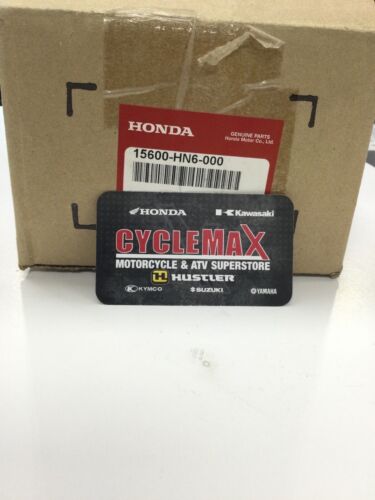 HONDA
GENUINE PARTS
Honda Motor Co., Ltd.
15600-HN6-000
HONDA Kawasaki
CYCLEMAX
MOTORCYCLE & ATV SUPERSTORE
HUSTLER
KYMCO SUZUKI YAMAHA